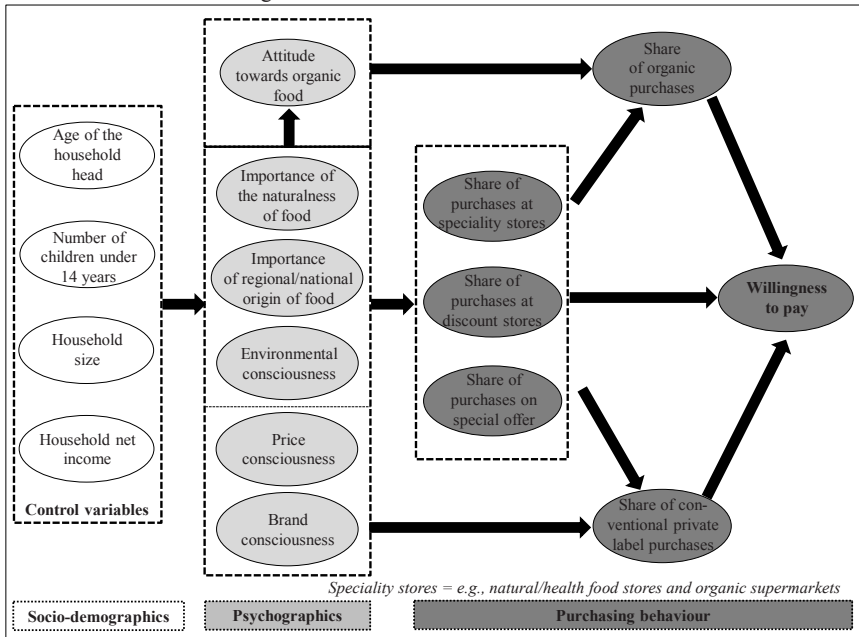 Attitude
towards organic
food
Share
of organic
purchases
Age of the
household
head
Importance of
the naturalness
of food
Share of
purchases at
speciality stores
Number of
children under
14 years
Importance
of regional/national
origin of food
Share of
purchases at
discount stores
Willingness
to pay
Household
size
Environmental
consciousness
Share of
purchases on
special offer
Household net
income
Price
consciousness
Control variables
Brand
consciousness
Share of con-
ventional private
label purchases
Speciality stores = e.g., natural/health food stores and organic supermarkets
Socio-demographics
Psychographics
Purchasing behaviour